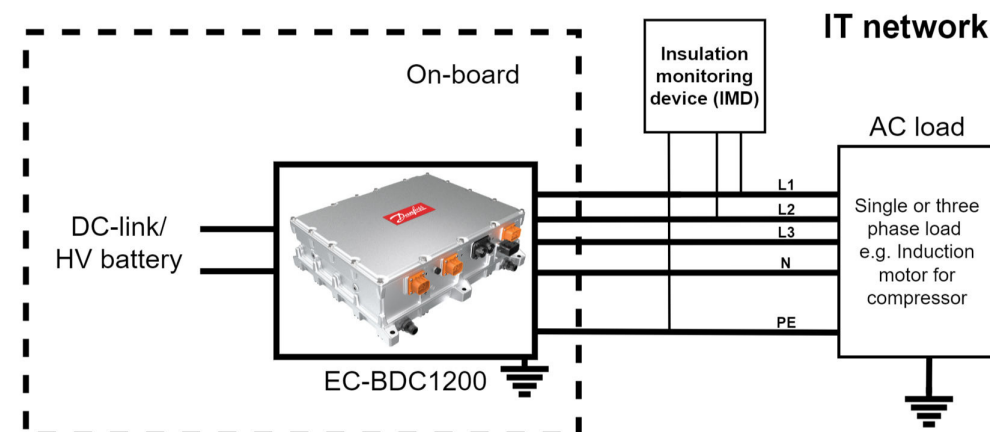 IT network
Insulation
monitoring
device (IMD)
On-board
AC load
DC-link/
HV battery
Danfoss
L1
L2
L3
N
PE
Single or three
phase load
e.g. Induction
motor for
compressor
EC-BDC1200